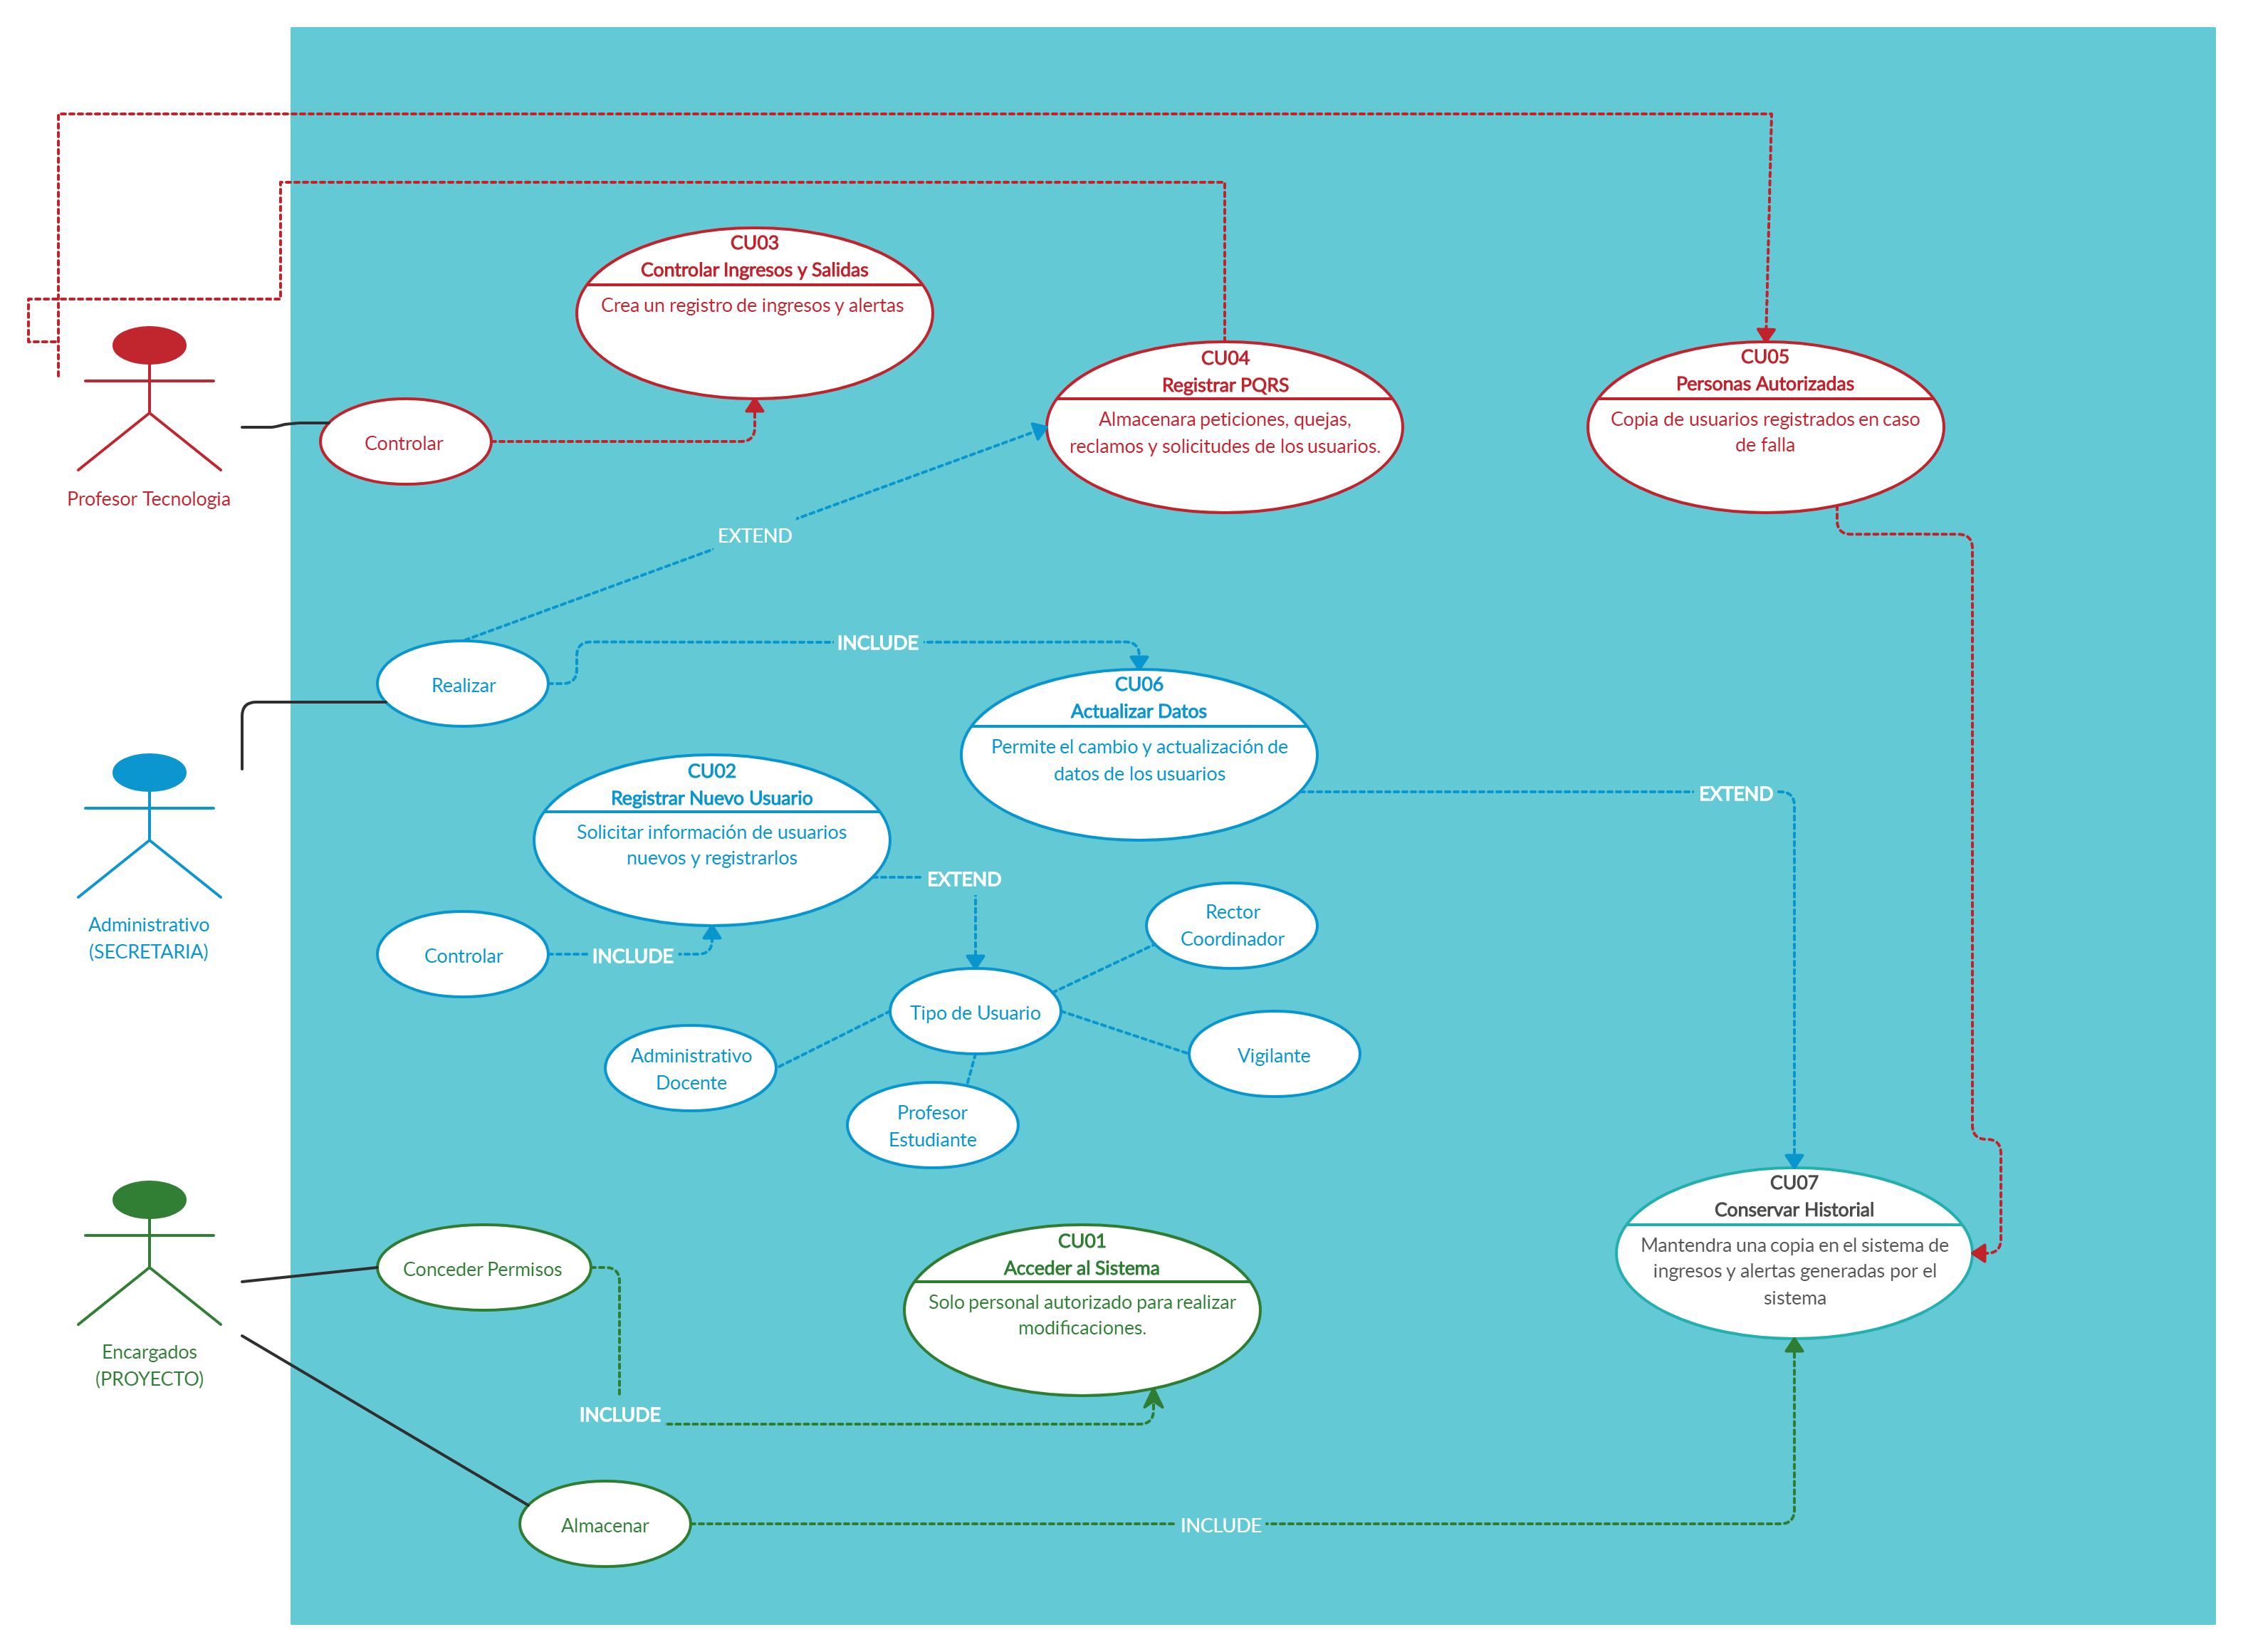 CU03
Controlar Ingresos y Salidas
Crea un registro de ingresos y alertas
CU04
Registrar PQRS
Almacenara peticiones, quejas,
reclamos y solicitudes de los usuarios.
CU05
Personas Autorizadas
Copia de usuarios registrados en caso
de falla
Controlar
Profesor Tecnologia
EXTEND
Realizar
INCLUDE
CU06
Actualizar Datos
Permite el cambio y actualización de
datos de los usuarios
EXTEND
CU02
Registrar Nuevo Usuario
Solicitar información de usuarios
nuevos y registrarlos
EXTEND
Administrativo
(SECRETARIA)
Controlar
INCLUDE
Rector
Coordinador
Tipo de Usuario
Administrativo
Docente
Vigilante
Profesor
Estudiante
CU07
Conservar Historial
Mantendra una copia en el sistema de
ingresos y alertas generadas por el
sistema
Conceder Permisos
CU01
Acceder al Sistema
Solo personal autorizado para realizar
modificaciones.
Encargados
(PROYECTO)
INCLUDE
Almacenar
INCLUDE